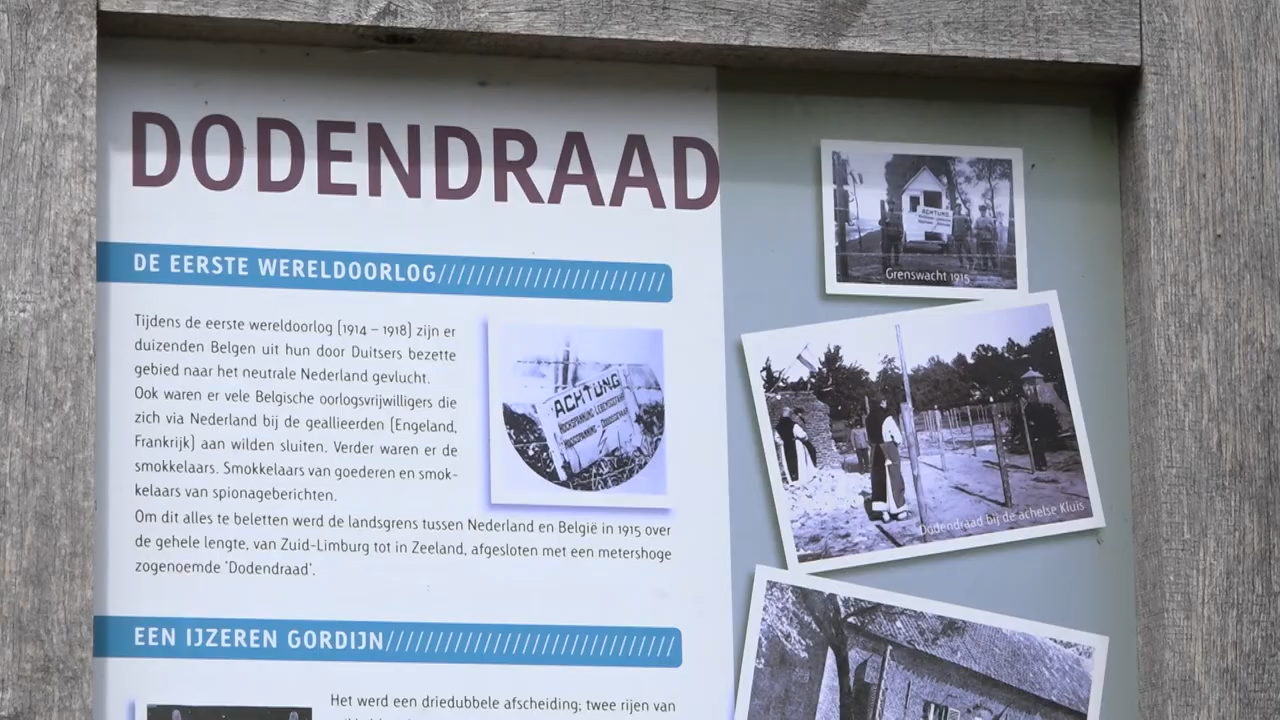 DODENDRAAD
DE EERSTE WERELDOORLOG
Tijdens de eerste wereldoorlog (1914 – 1918) zijn er
duizenden Belgen uit hun door Duitsers bezette
gebied naar het neutrale Nederland gevlucht.
Ook waren er vele Belgische oorlogsvrijwilligers die
zich via Nederland bij de geallieerden (Engeland,
Frankrijk) aan wilden sluiten. Verder waren er de
smokkelaars. Smokkelaars van goederen en smok-
kelaars van spionageberichten.
Om dit alles te beletten werd de landsgrens tussen Nederland en België in 1915 over
de gehele lengte, van Zuid-Limburg tot in Zeeland, afgesloten met een metershoge
zogenoemde 'Dodendraad'.
ACHTUNG
HOCHSPANNUNG-LEBENSGEFAHR
HOOGSPANNING-DOODSGEVAAR
EEN IJZEREN GORDIJN
Het werd een driedubbele afscheiding; twee rijen van
ACHTUNG
Grenswacht 1915
Dodendraad bij de achelse Kluis